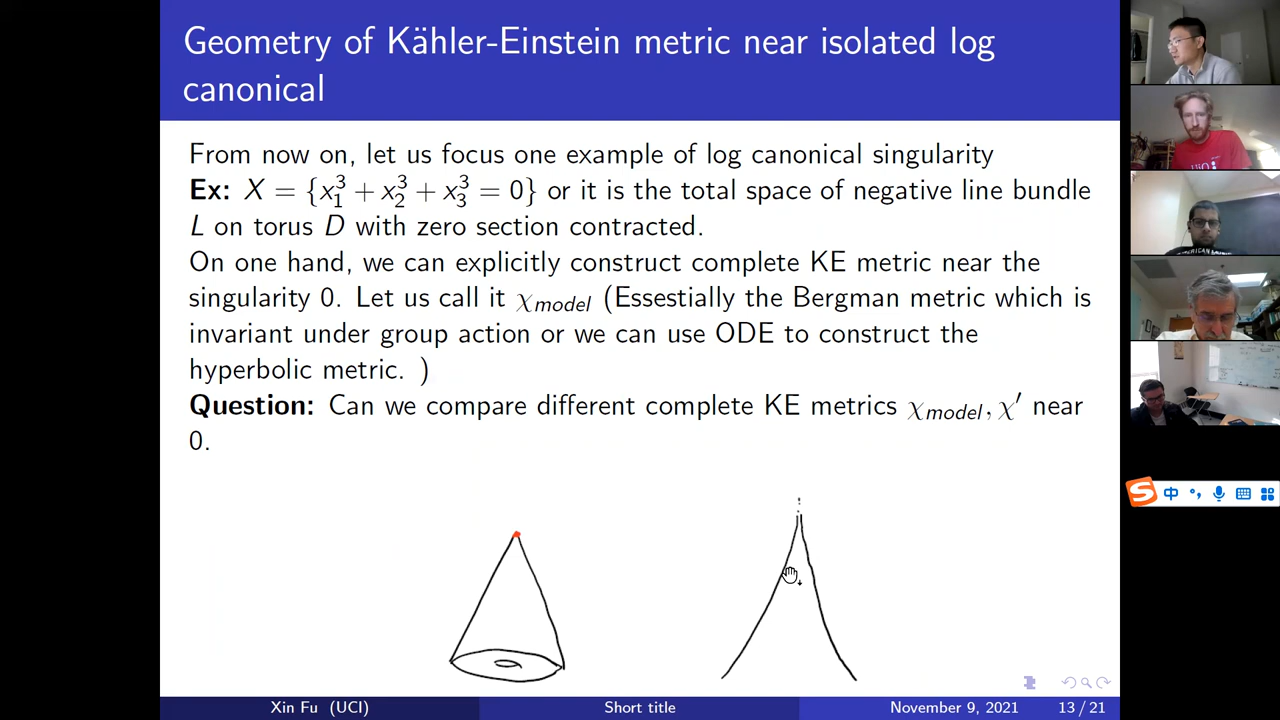 Geometry of Kähler-Einstein metric near isolated log
canonical
From now on, let us focus one example of log canonical singularity
Ex: X = {x₁³ + x₂³ + x₃³ = 0} or it is the total space of negative line bundle
L on torus D with zero section contracted.
On one hand, we can explicitly construct complete KE metric near the
singularity 0. Let us call it χ_model (Essestially the Bergman metric which is
invariant under group action or we can use ODE to construct the
hyperbolic metric. )
Question: Can we compare different complete KE metrics χ_model, χ′ near
0.
Xin Fu (UCI) Short title November 9, 2021 13 / 21
S 中